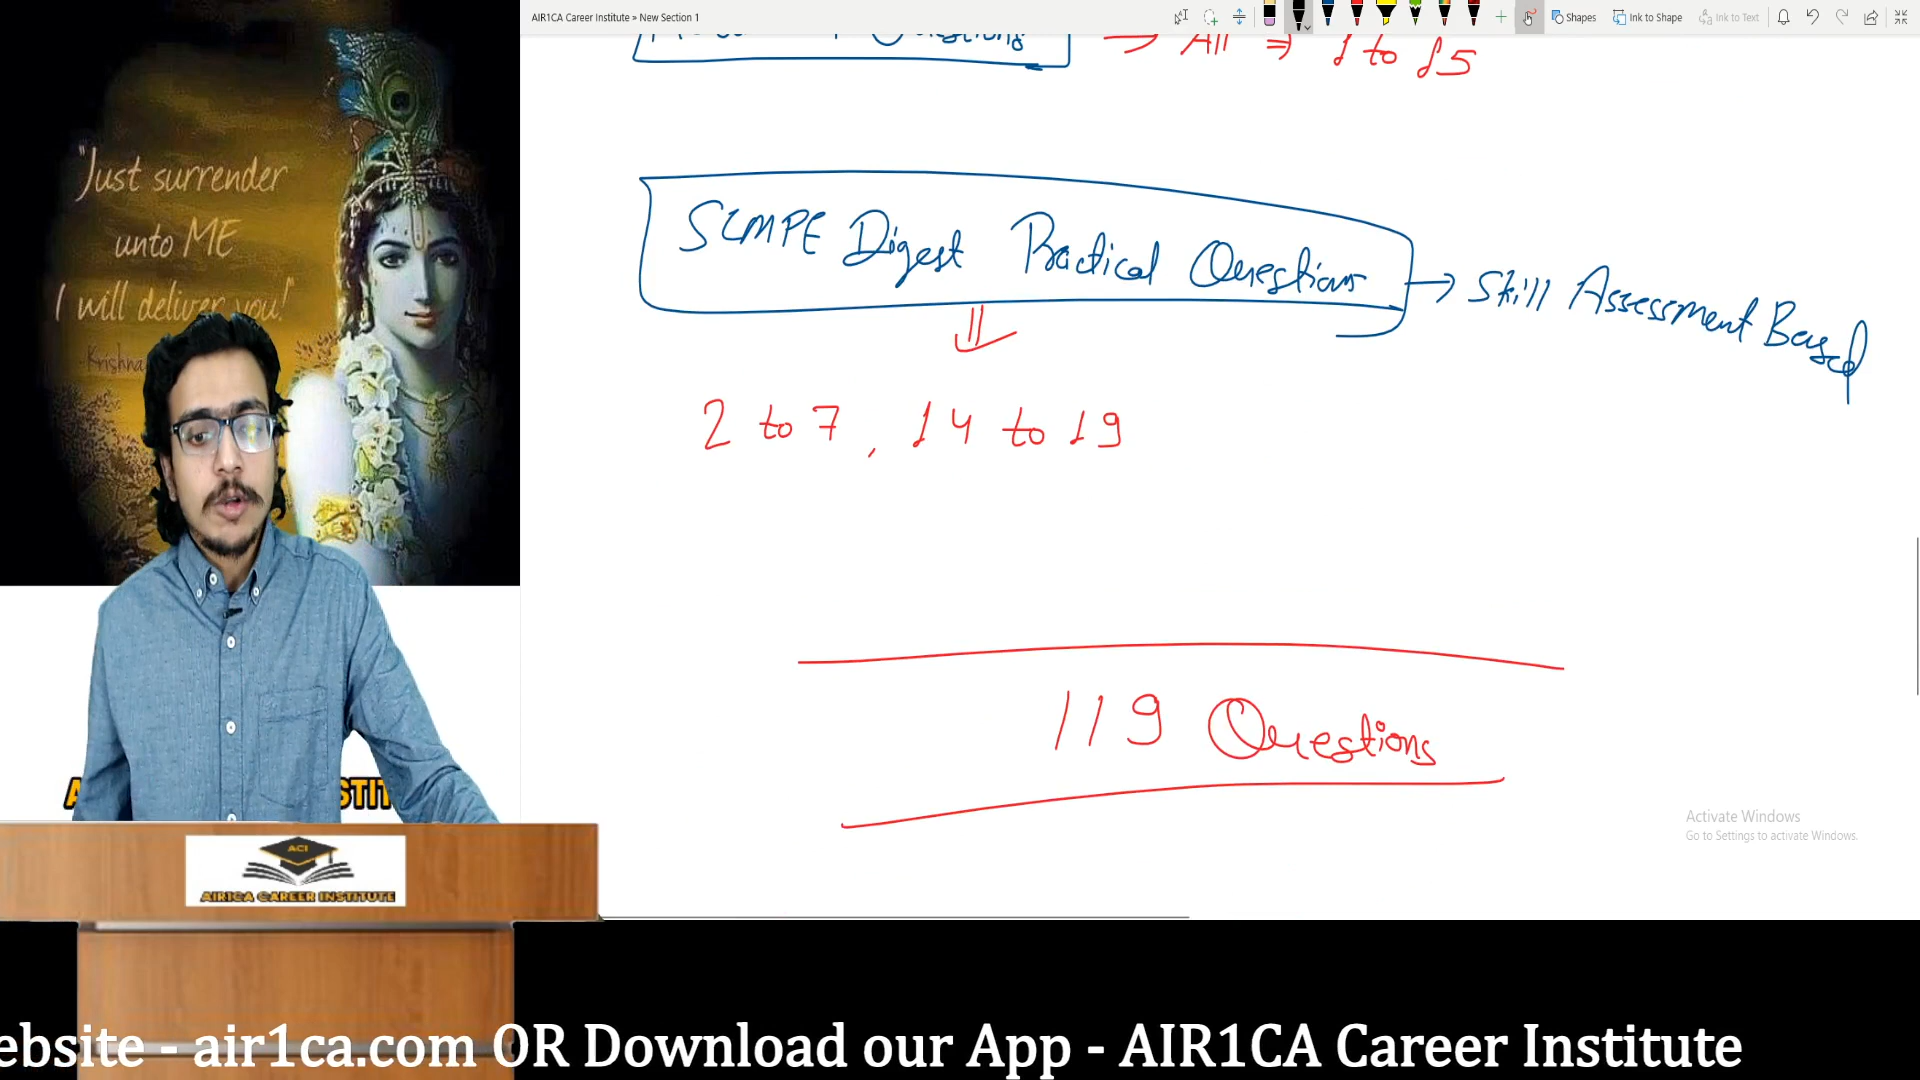 AIR1CA Career Institute » New Section 1
Shapes
Ink to Shape
Ink to Text
Questions → All ⇒ 1 to 15
"Just surrender
unto ME
I will deliver you!"
-Krishna
SCMPE Digest Practical Questions → Skill Assessment Based
2 to 7, 14 to 19
119 Questions
Activate Windows
Go to Settings to activate Windows.
ACI
AIR1CA CAREER INSTITUTE
ebsite - air1ca.com OR Download our App - AIR1CA Career Institute